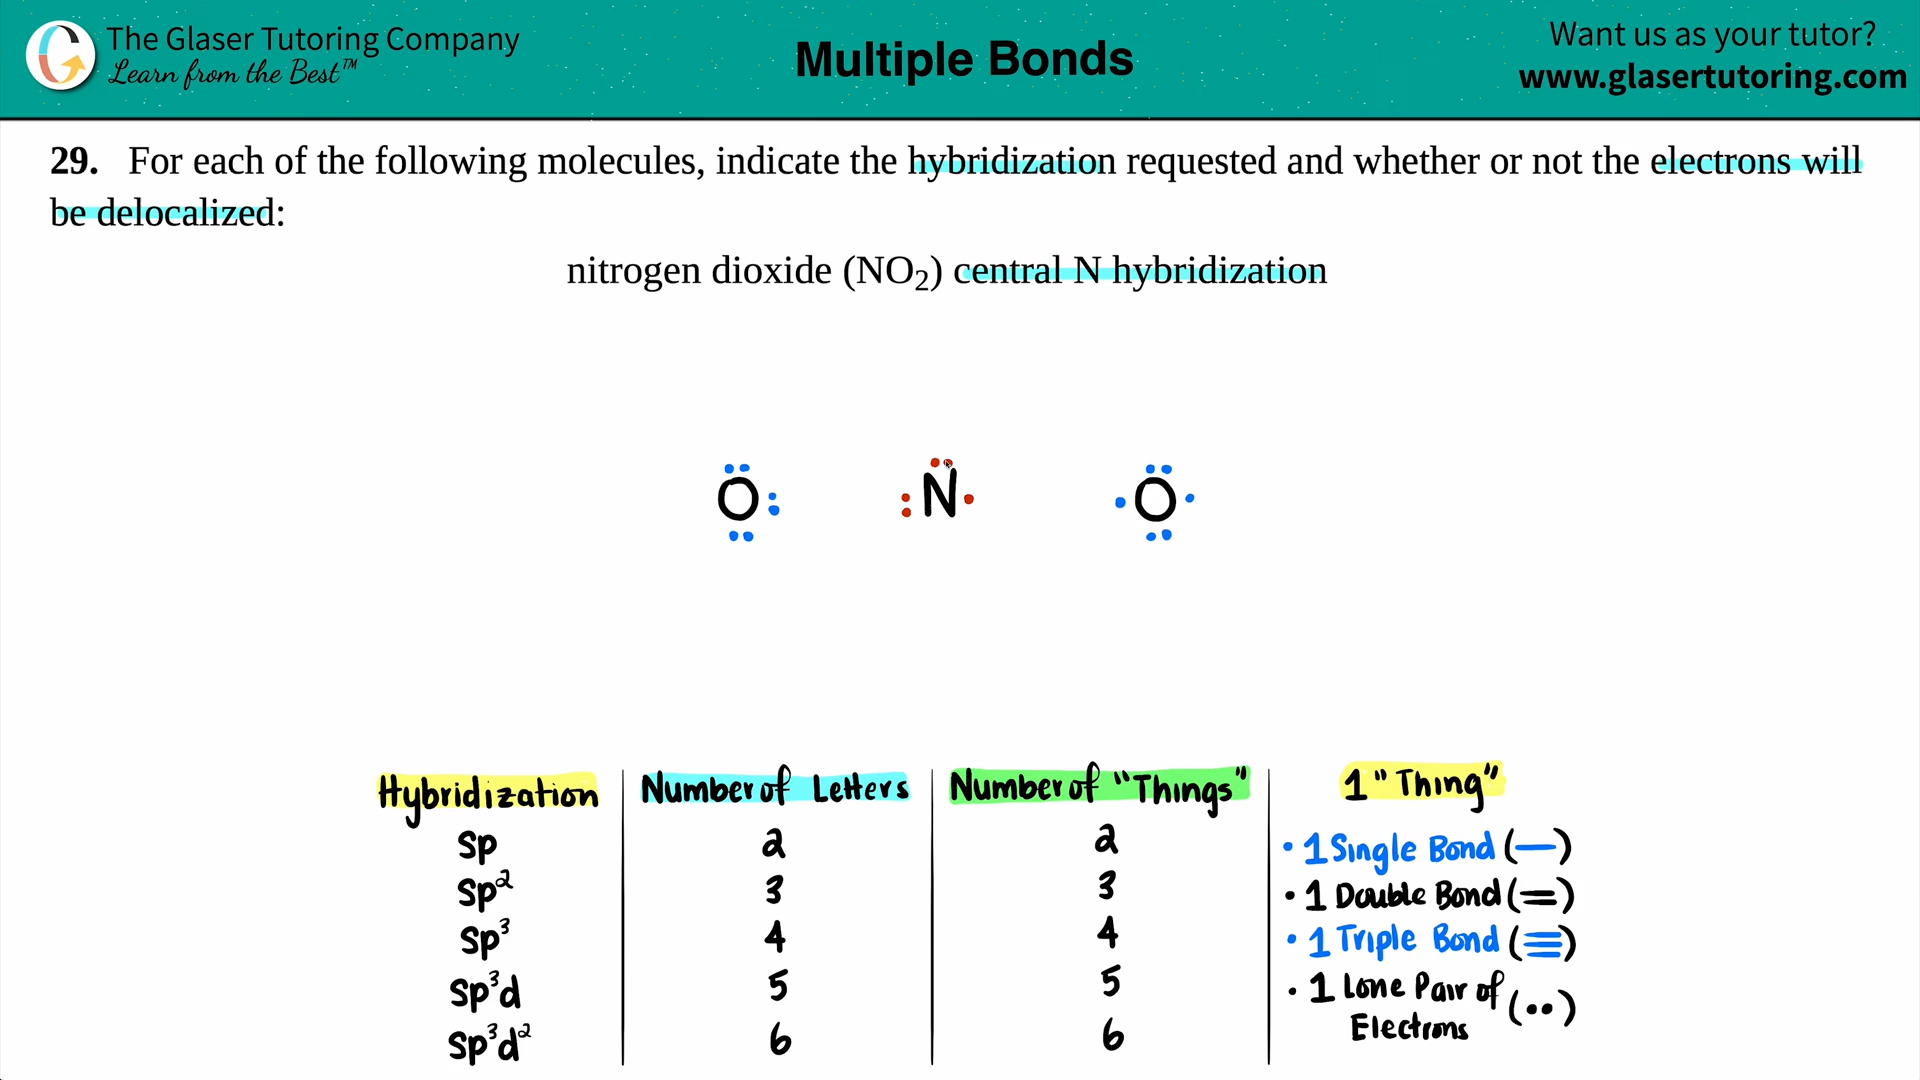 The Glaser Tutoring Company
Learn from the Best™
Multiple Bonds
Want us as your tutor?
www.glasertutoring.com
29. For each of the following molecules, indicate the hybridization requested and whether or not the electrons will
be delocalized:
nitrogen dioxide (NO₂) central N hybridization
O N O
Hybridization Number of Letters Number of "Things" 1 "Thing"
Sp 2 2 • 1 Single Bond (—)
Sp² 3 3 • 1 Double Bond (=)
Sp³ 4 4 • 1 Triple Bond (≡)
Sp³d 5 5 • 1 Lone Pair of
Electrons (••)
Sp³d² 6 6